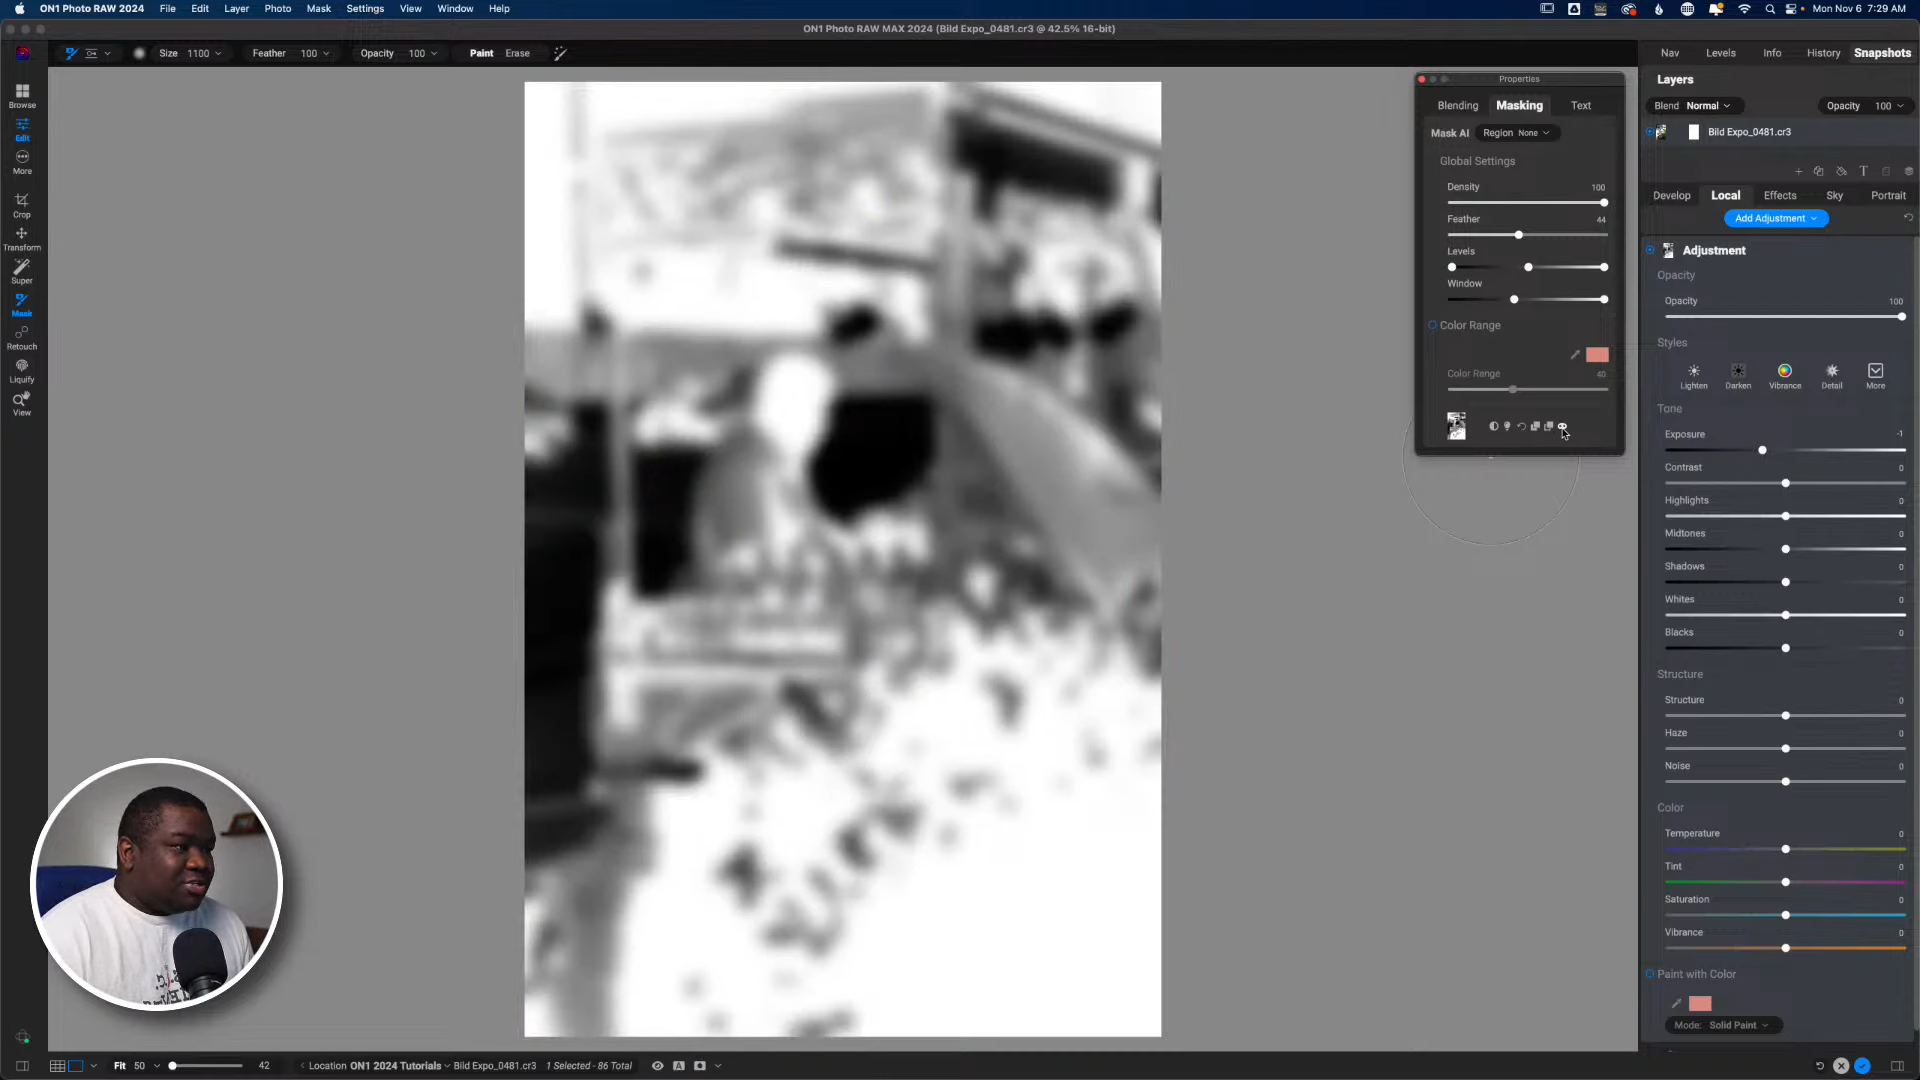 ON1 Photo RAW 2024 File Edit Layer Photo Mask Settings View Window Help Mon Nov 6 7:29 AM
ON1 Photo RAW MAX 2024 (Bild Expo_0481.cr3 @ 42.5% 16-bit)
Size 1100 Feather 100 Opacity 100 Paint Erase
Nav Levels Info History Snapshots
Browse
Edit
More
Crop
Transform
Super
Mask
Retouch
Liquify
View
Properties
Blending Masking Text
Mask AI Region None
Global Settings
Density 100
Feather 44
Levels
Window
Color Range
Color Range 40
Layers
Blend Normal Opacity 100
Bild Expo_0481.cr3
Develop Local Effects Sky Portrait
Add Adjustment
Adjustment
Opacity
Opacity 100
Styles
Lighten Darken Vibrance Detail More
Tone
Exposure -1
Contrast 0
Highlights 0
Midtones 0
Shadows 0
Whites 0
Blacks 0
Structure
Structure 0
Haze 0
Noise 0
Color
Temperature 0
Tint 0
Saturation 0
Vibrance 0
Paint with Color
Mode: Solid Paint
Fit 50 42 Location ON1 2024 Tutorials Bild Expo_0481.cr3 1 Selected - 86 Total